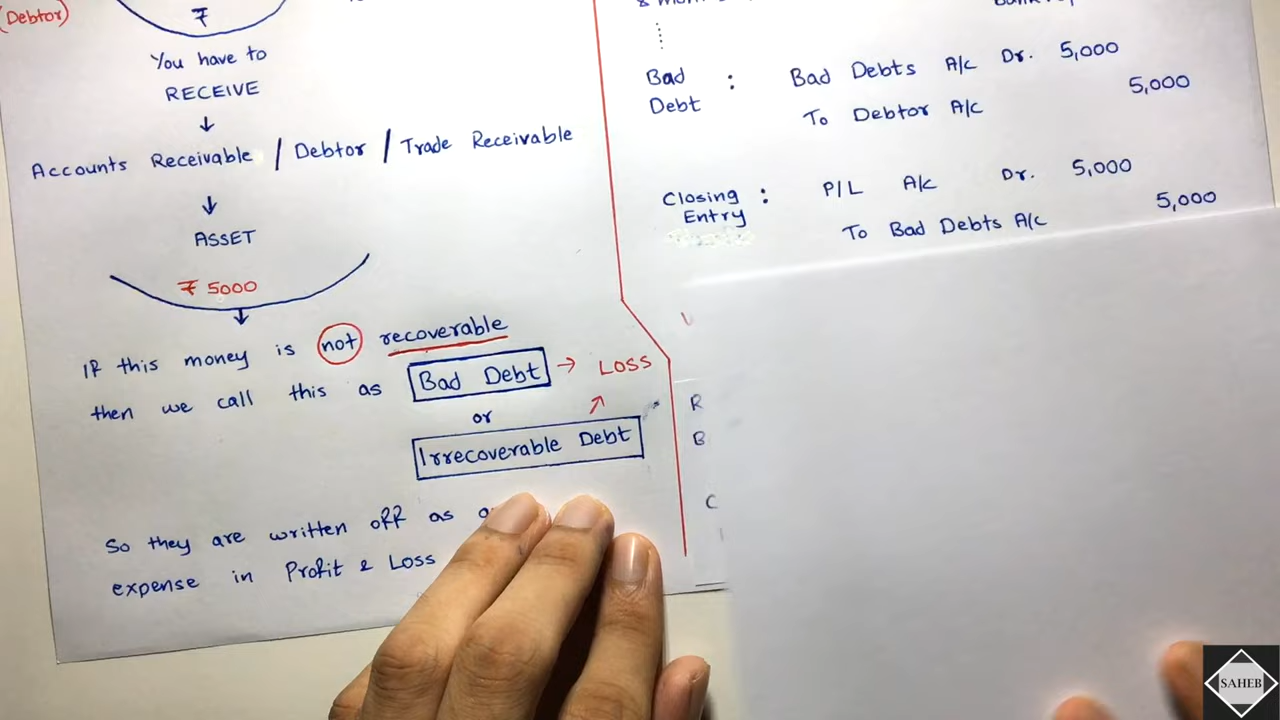 (Debtor)
₹
You have to
RECEIVE
↓
Accounts Receivable / Debtor / Trade Receivable
↓
ASSET
₹ 5000
↓
If this money is not recoverable
then we call this as Bad Debt → LOSS
or
Irrecoverable Debt
So they are written off as
expense in Profit & Loss
Bad Debt : Bad Debts A/c Dr. 5,000
To Debtor A/c 5,000
Closing Entry : P/L A/c Dr. 5,000
To Bad Debts A/c 5,000
R
B
C
SAHEB